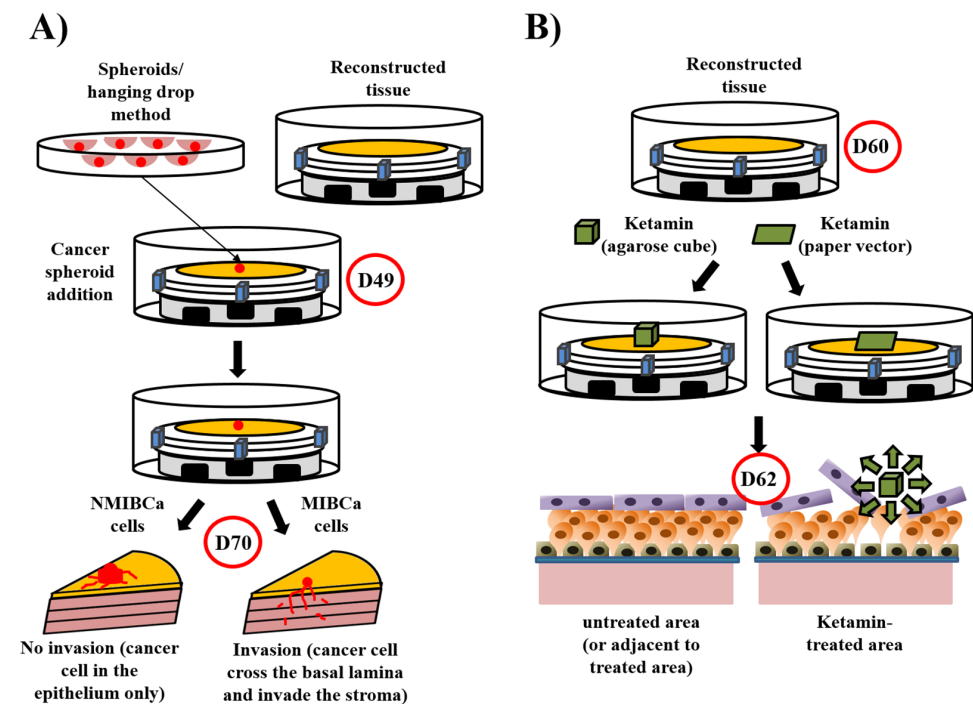 A)
Spheroids/
hanging drop
method
Reconstructed
tissue
Cancer
spheroid
addition
D49
NMIBCa
cells
MIBCa
cells
D70
No invasion (cancer
cell in the
epithelium only)
Invasion (cancer cell
cross the basal lamina
and invade the stroma)
B)
Reconstructed
tissue
D60
Ketamin
(agarose cube)
Ketamin
(paper vector)
D62
untreated area
(or adjacent to
treated area)
Ketamin-
treated area